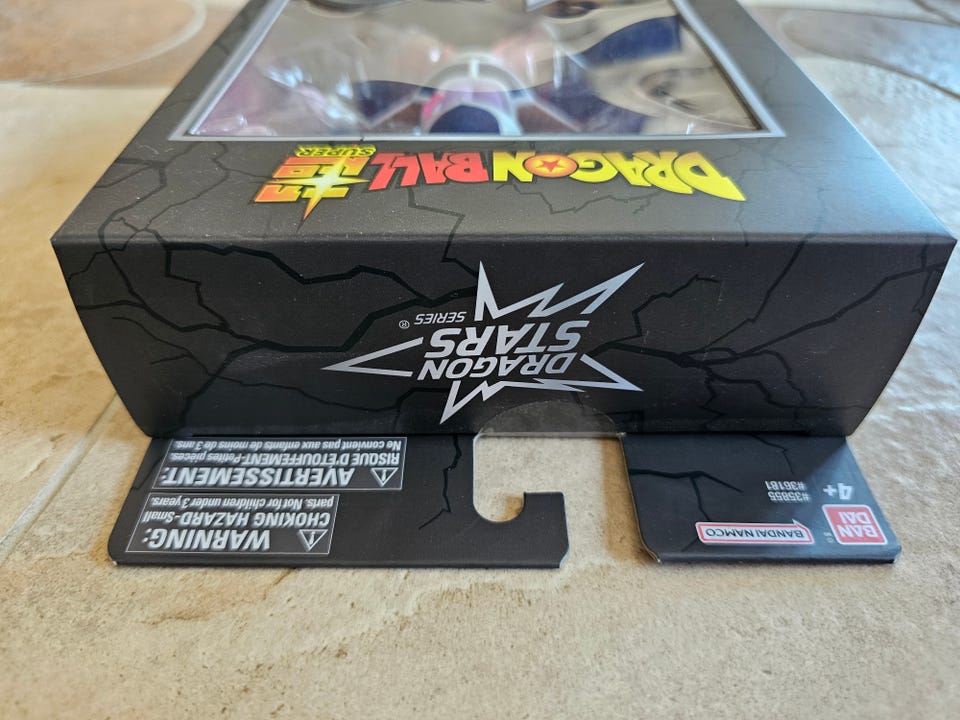 DRAGON BALL
超
SUPER
DRAGON
STARS
SERIES ®
WARNING:
CHOKING HAZARD-Small
parts. Not for children under 3 years.
AVERTISSEMENT:
RISQUE D'ETOUFFEMENT-Petites pièces.
Ne convient pas aux enfants de moins de 3 ans.
BAN
DAI
BANDAI NAMCO
4+
#35855
#36181